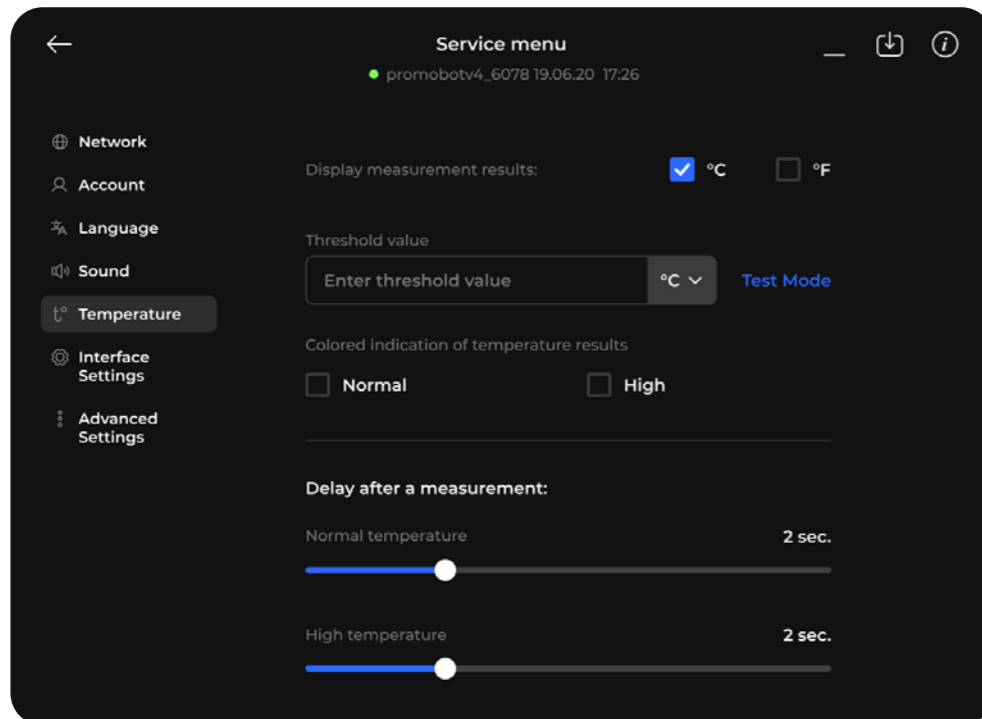 Service menu
promobotv4_6078 19.06.20 17:26
Network
Account
Language
Sound
t° Temperature
Interface
Settings
Advanced
Settings
Display measurement results: °C °F
Threshold value
Enter threshold value °C Test Mode
Colored indication of temperature results
Normal High
Delay after a measurement:
Normal temperature 2 sec.
High temperature 2 sec.